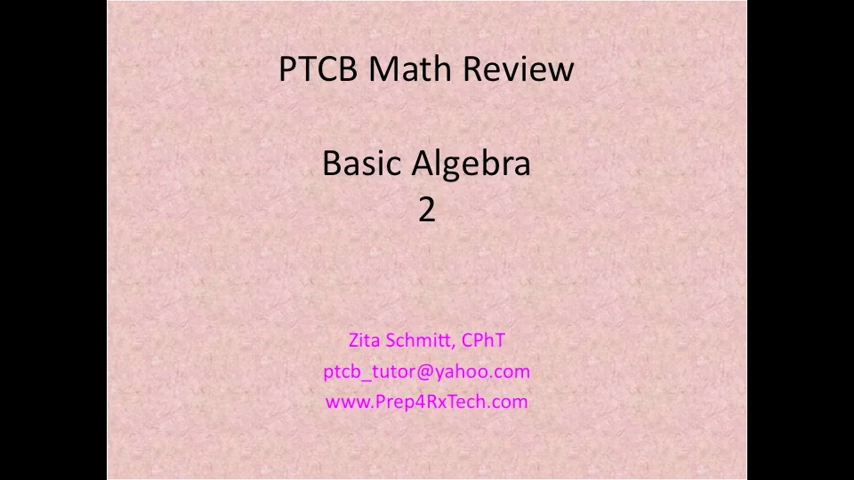 PTCB Math Review
Basic Algebra
2
Zita Schmitt, CPhT
ptcb_tutor@yahoo.com
www.Prep4RxTech.com